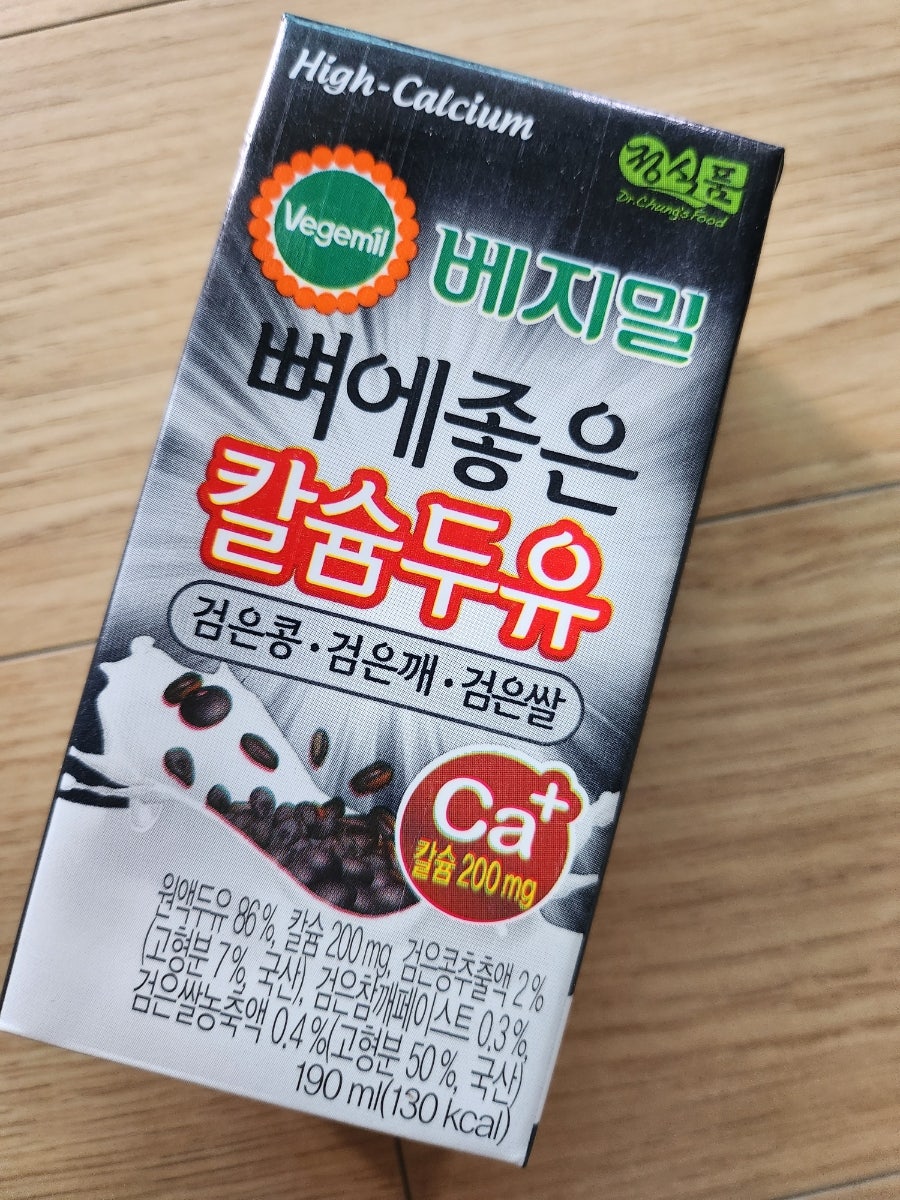 High-Calcium
정식품
Dr.Chung's Food
Vegemil
베지밀
뼈에좋은
칼슘두유
검은콩·검은깨·검은쌀
Ca+
칼슘 200 mg
원액두유 86%, 칼슘 200 mg, 검은콩추출액 2%
(고형분 7%, 국산), 검은참깨페이스트 0.3%,
검은쌀농축액 0.4%(고형분 50%, 국산)
190 ml(130 kcal)